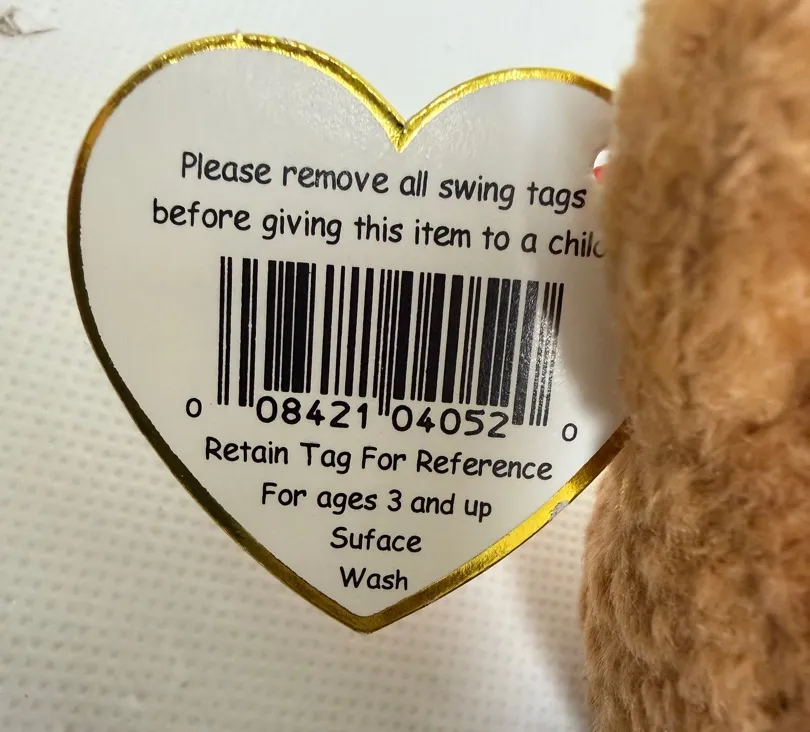 Please remove all swing tags
before giving this item to a child
0 08421 04052 0
Retain Tag For Reference
For ages 3 and up
Suface
Wash